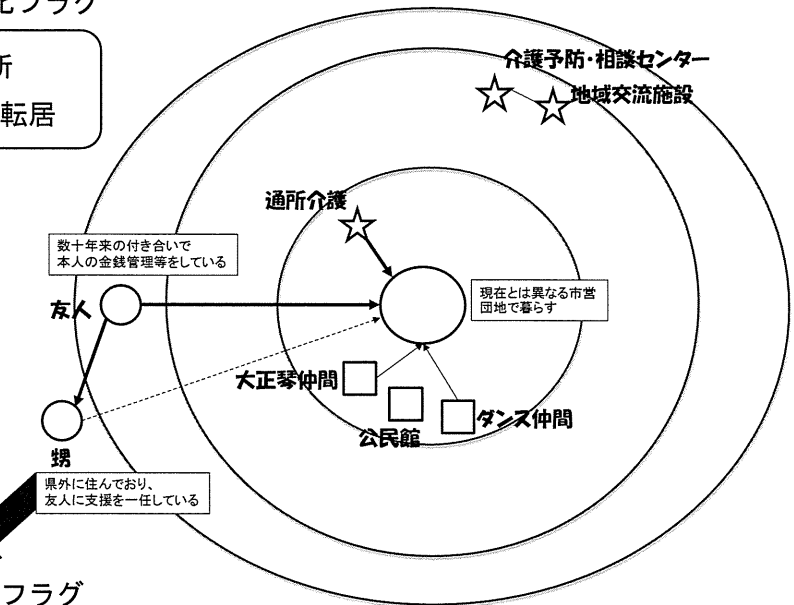 フラグ
所
転居
介護予防・相談センター
地域交流施設
通所介護
数十年来の付き合いで
本人の金銭管理等をしている
友人
現在とは異なる市営
団地で暮らす
大正琴仲間
公民館
ダンス仲間
甥
県外に住んでおり、
友人に支援を一任している
フラグ